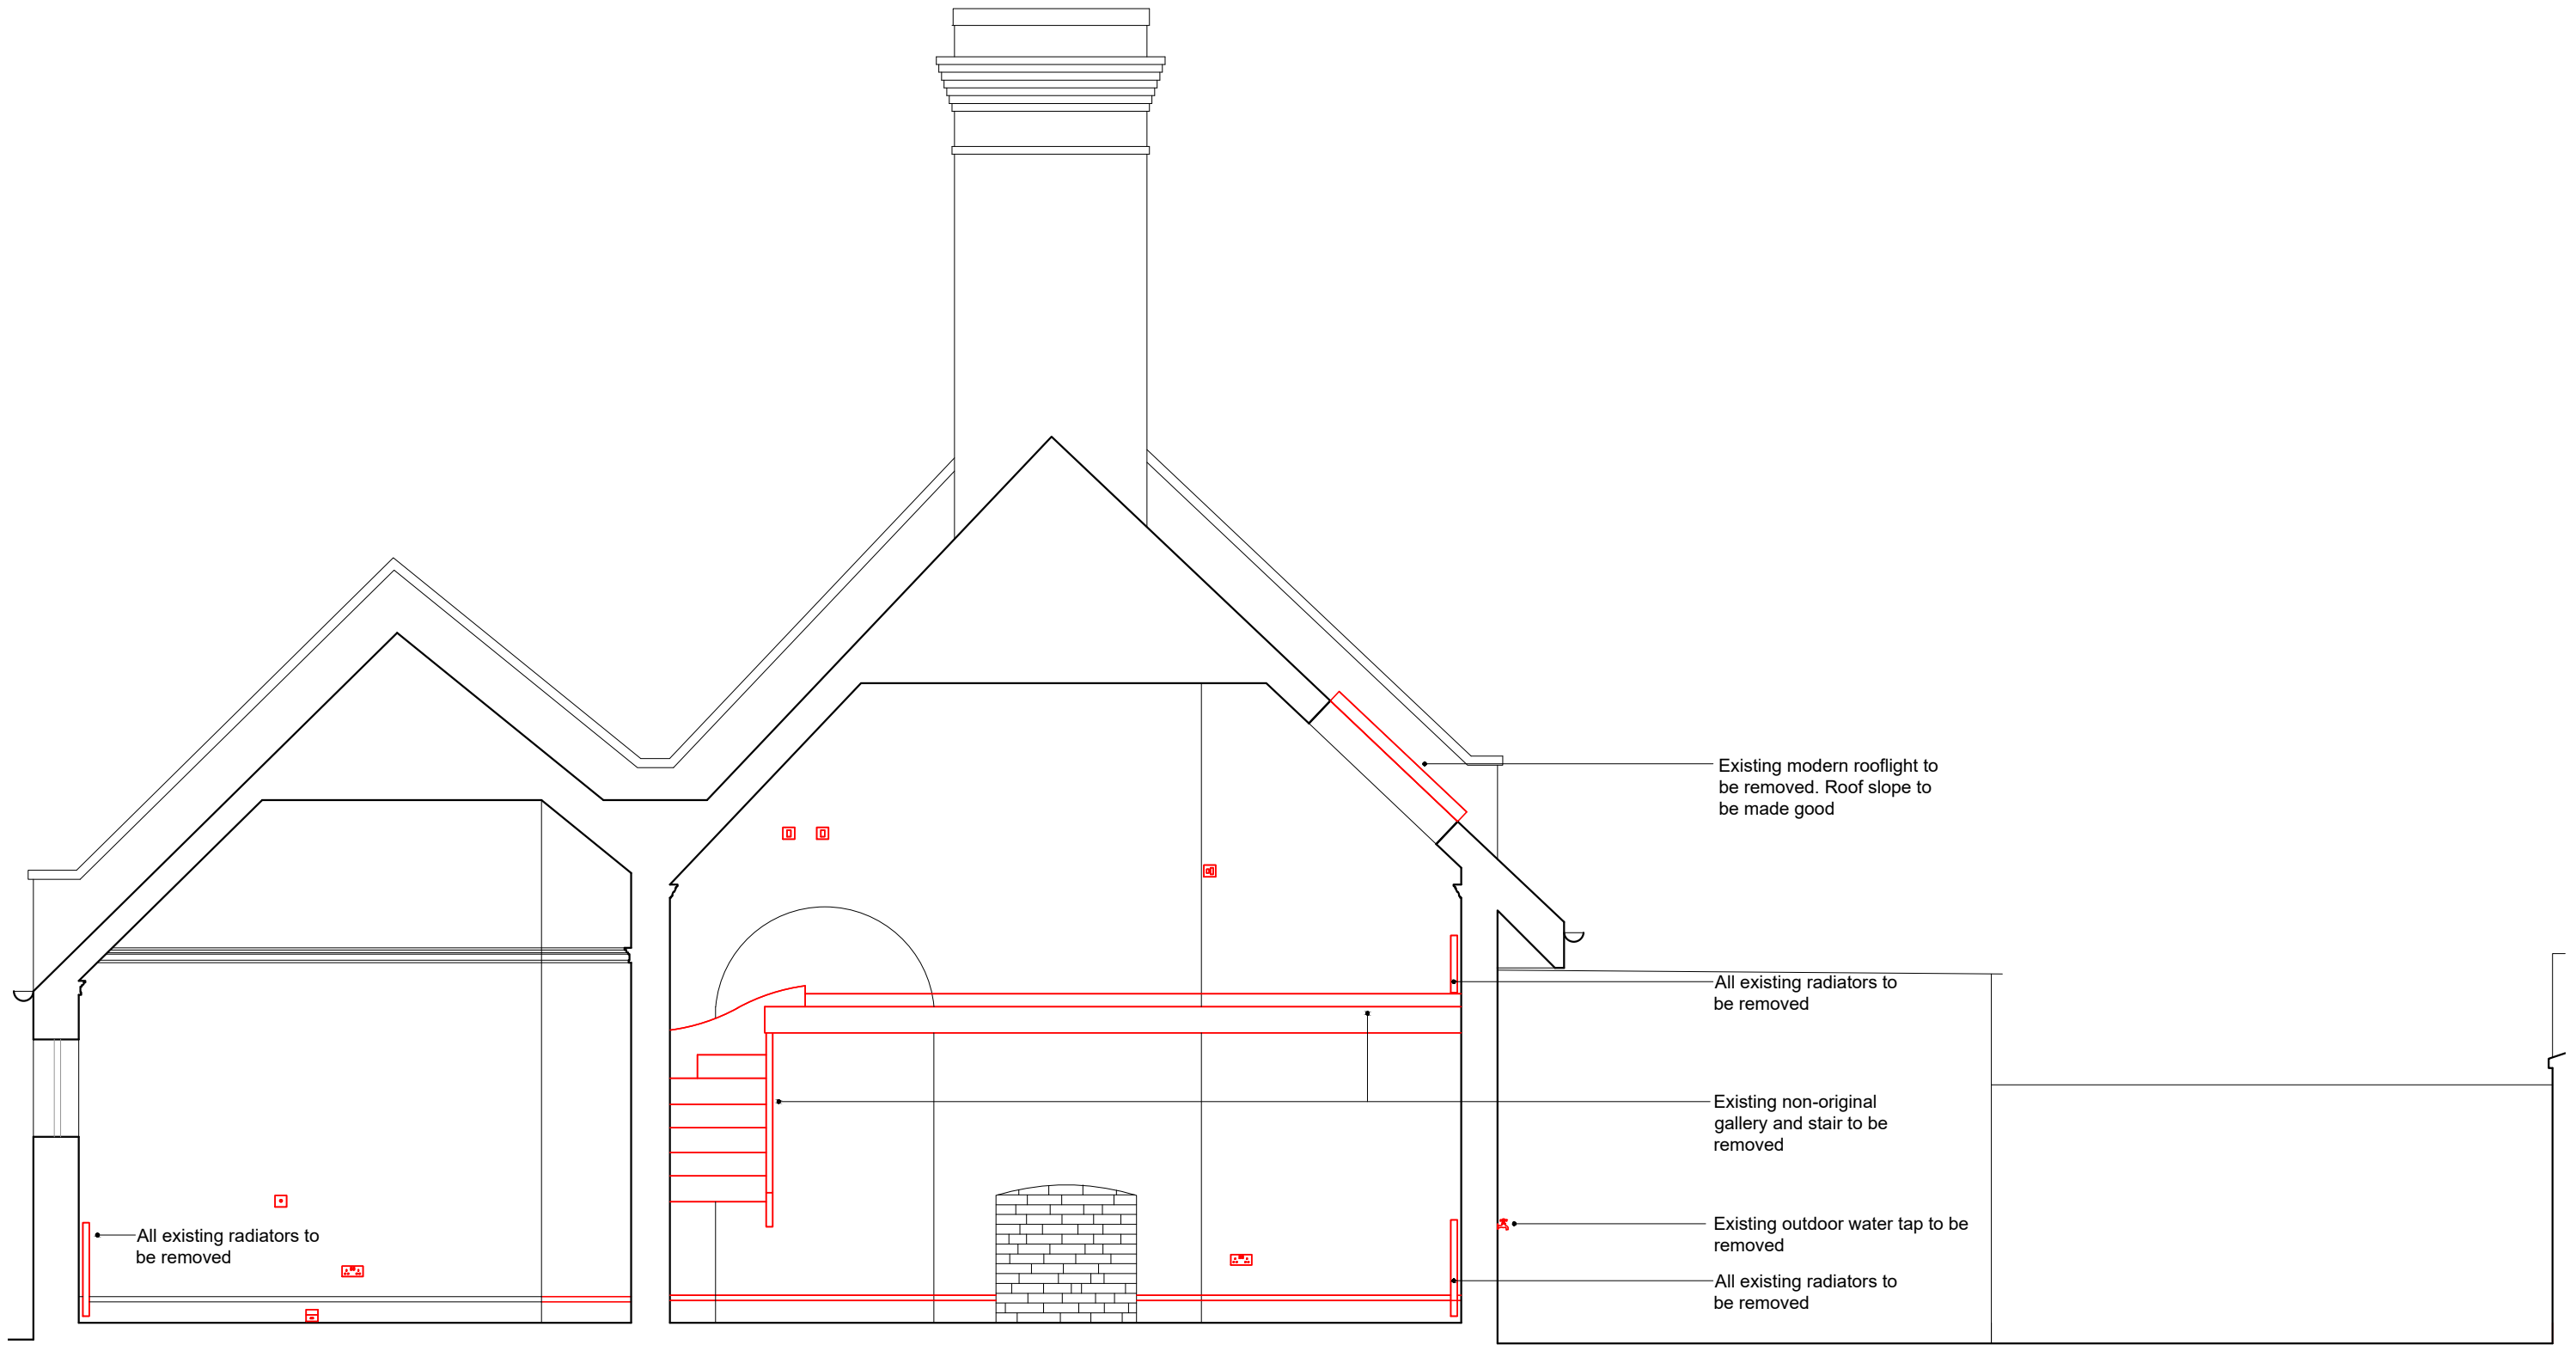 Existing modern rooflight to
be removed. Roof slope to
be made good
All existing radiators to
be removed
Existing non-original
gallery and stair to be
removed
Existing outdoor water tap to be
removed
All existing radiators to
be removed
All existing radiators to
be removed